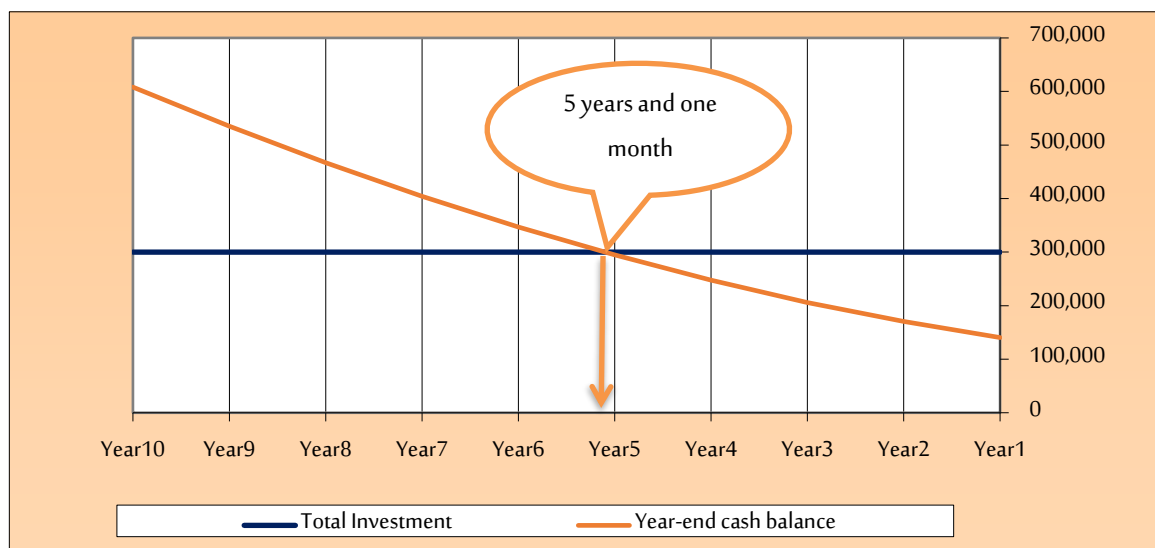 700,000
600,000
5 years and one
month
500,000
400,000
300,000
200,000
100,000
0
Year10 Year9 Year8 Year7 Year6 Year5 Year4 Year3 Year2 Year1
Total Investment Year-end cash balance